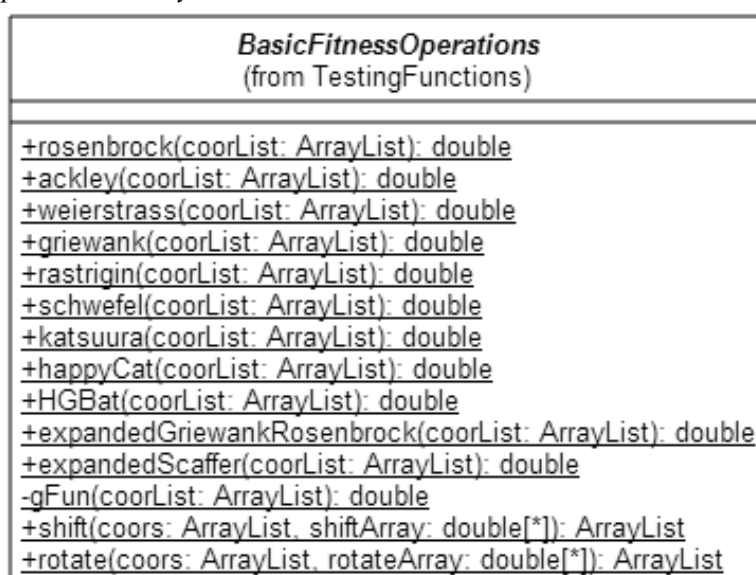 BasicFitnessOperations
(from TestingFunctions)
+rosenbrock(coorList: ArrayList): double
+ackley(coorList: ArrayList): double
+weierstrass(coorList: ArrayList): double
+griewank(coorList: ArrayList): double
+rastrigin(coorList: ArrayList): double
+schwefel(coorList: ArrayList): double
+katsuura(coorList: ArrayList): double
+happyCat(coorList: ArrayList): double
+HGBat(coorList: ArrayList): double
+expandedGriewankRosenbrock(coorList: ArrayList): double
+expandedScaffer(coorList: ArrayList): double
-gFun(coorList: ArrayList): double
+shift(coors: ArrayList, shiftArray: double[*]): ArrayList
+rotate(coors: ArrayList, rotateArray: double[*]): ArrayList